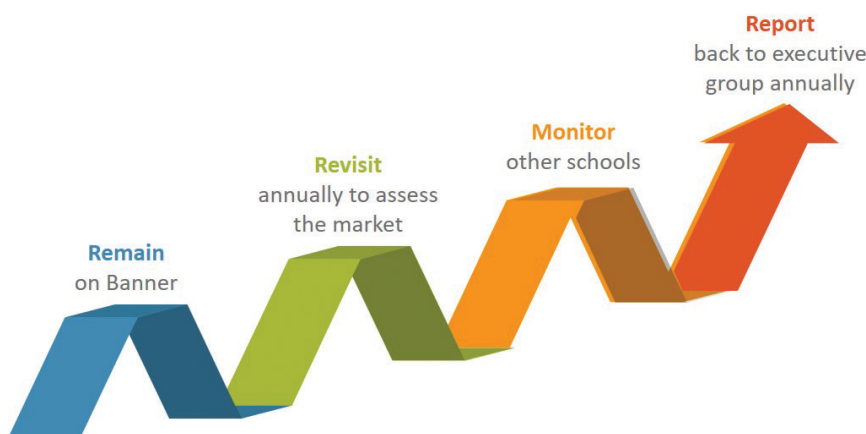 Remain
on Banner
Revisit
annually to assess
the market
Monitor
other schools
Report
back to executive
group annually